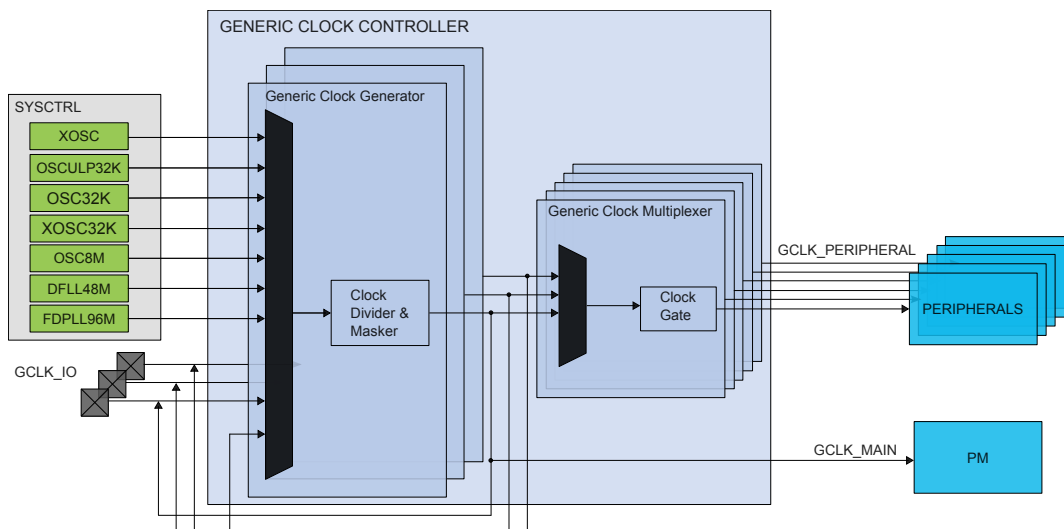 GENERIC CLOCK CONTROLLER
Generic Clock Generator
SYSCTRL
XOSC
OSCULP32K
OSC32K
XOSC32K
OSC8M
DFLL48M
FDPLL96M
GCLK_IO
Clock
Divider &
Masker
Generic Clock Multiplexer
Clock
Gate
GCLK_PERIPHERAL
PERIPHERALS
GCLK_MAIN
PM